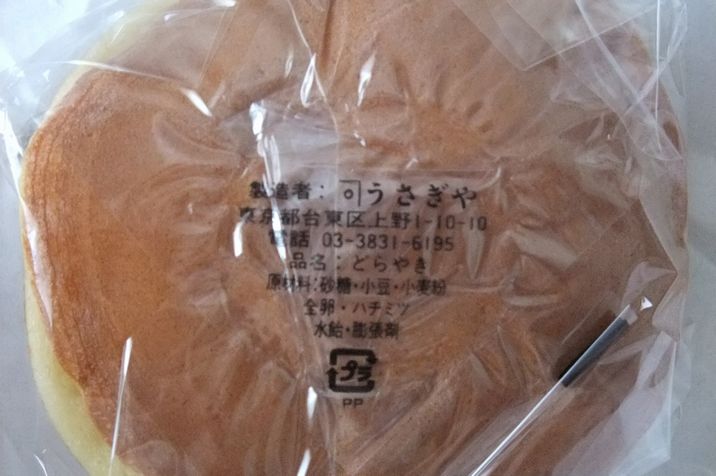 製造者: うさぎや
東京都台東区上野1-10-10
電話 03-3831-6195
品名:どらやき
原材料:砂糖・小豆・小麦粉
全卵・ハチミツ
水飴・膨張剤
プラ
PP